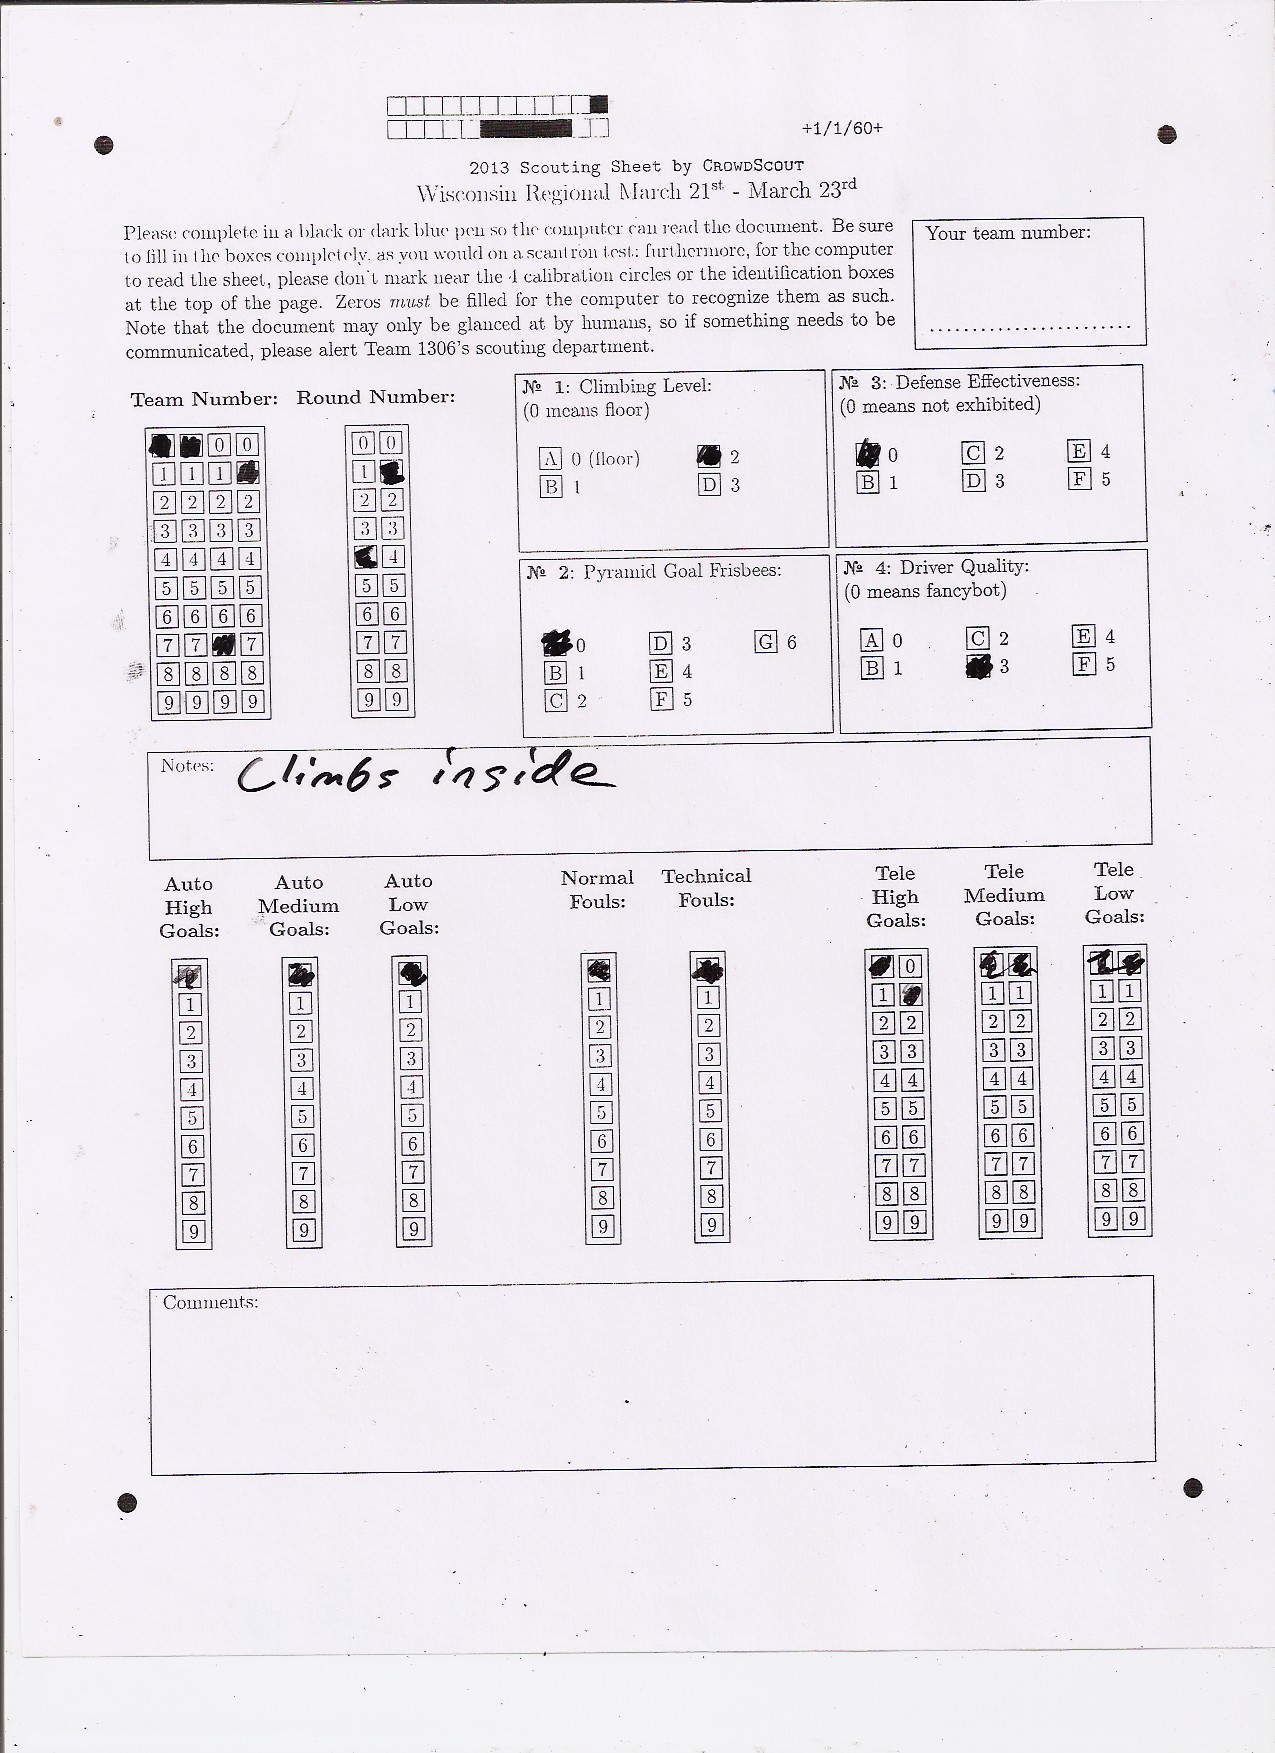 +1/1/60+
2013 Scouting Sheet by CrowdScout
Wisconsin Regional March 21st - March 23rd
Please complete in a black or dark blue pen so the computer can read the document. Be sure
to fill in the boxes completely, as you would on a scantron test; furthermore, for the computer
to read the sheet, please don't mark near the 4 calibration circles or the identification boxes
at the top of the page. Zeros must be filled for the computer to recognize them as such.
Note that the document may only be glanced at by humans, so if something needs to be
communicated, please alert Team 1306's scouting department.
Your team number:
Team Number: Round Number:
0 0 0 0
1 1 1 1
2 2 2 2 2 2
3 3 3 3 3 3
4 4 4 4 4
5 5 5 5 5 5
6 6 6 6 6 6
7 7 7 7 7
8 8 8 8 8 8
9 9 9 9 9 9
№ 1: Climbing Level:
(0 means floor)
A 0 (floor) 2
B 1 D 3
№ 3: Defense Effectiveness:
(0 means not exhibited)
0 C 2 E 4
B 1 D 3 F 5
№ 2: Pyramid Goal Frisbees:
0 D 3 G 6
B 1 E 4
C 2 F 5
№ 4: Driver Quality:
(0 means fancybot)
A 0 C 2 E 4
B 1 3 F 5
Notes: Climbs inside
Auto High Goals: Auto Medium Goals: Auto Low Goals: Normal Fouls: Technical Fouls: Tele High Goals: Tele Medium Goals: Tele Low Goals:
0
1 1 1 1 1 1 1 1 1 1
2 2 2 2 2 2 2 2 2 2 2
3 3 3 3 3 3 3 3 3 3 3
4 4 4 4 4 4 4 4 4 4 4
5 5 5 5 5 5 5 5 5 5 5
6 6 6 6 6 6 6 6 6 6 6
7 7 7 7 7 7 7 7 7 7 7
8 8 8 8 8 8 8 8 8 8 8
9 9 9 9 9 9 9 9 9 9 9
Comments: